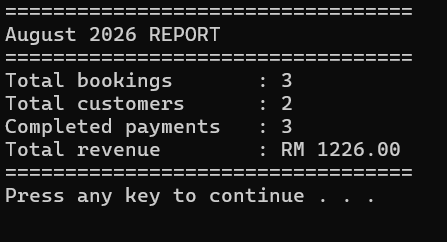 ==================================
August 2026 REPORT
==================================
Total bookings       : 3
Total customers      : 2
Completed payments   : 3
Total revenue        : RM 1226.00
==================================
Press any key to continue . . .